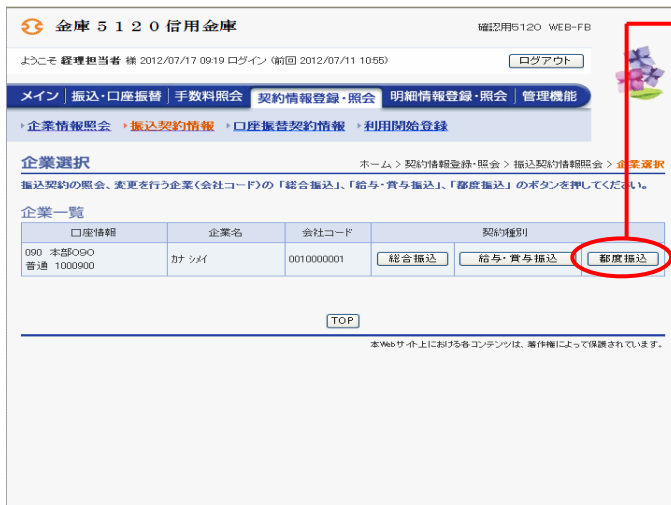 金庫５１２０信用金庫
確認用5120 WEB-FB
ようこそ 経理担当者 様 2012/07/17 09:19 ログイン (前回 2012/07/11 10:55)
ログアウト
メイン 振込・口座振替 手数料照会 契約情報登録・照会 明細情報登録・照会 管理機能
企業情報照会 振込契約情報 口座振替契約情報 利用開始登録
企業選択
ホーム > 契約情報登録・照会 > 振込契約情報照会 > 企業選択
振込契約の照会、変更を行う企業(会社コード)の「総合振込」、「給与・賞与振込」、「都度振込」のボタンを押してください。
企業一覧
口座情報 企業名 会社コード 契約種別
090 本部090
普通 1000900
カナ シメイ 0010000001 総合振込 給与・賞与振込 都度振込
TOP
本Webサイト上における各コンテンツは、著作権によって保護されています。